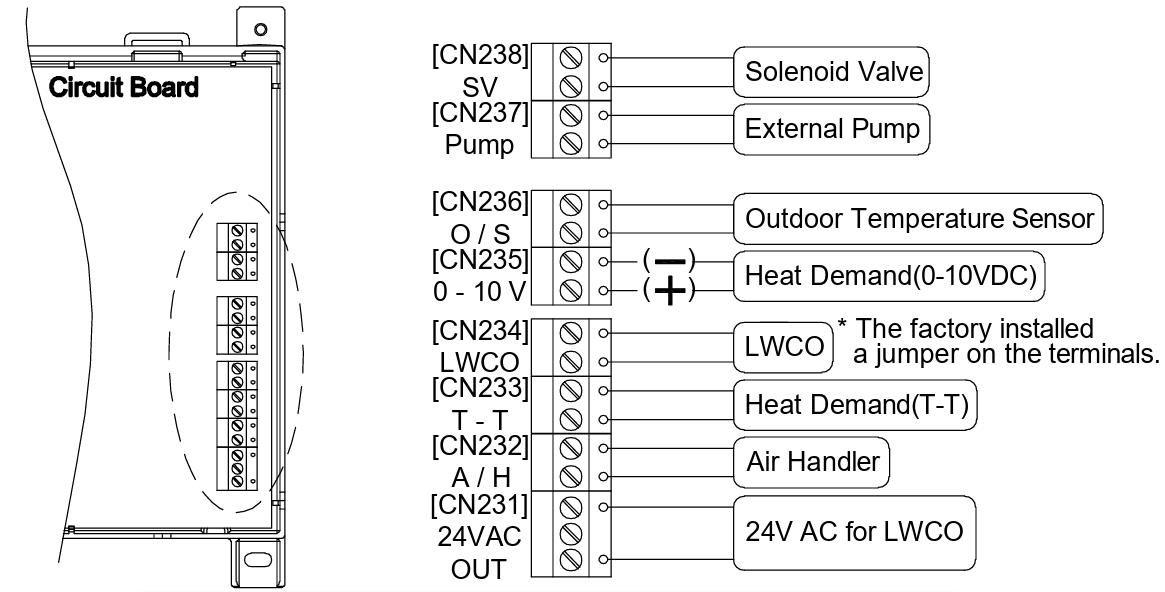 Circuit Board
[CN238]
SV
Solenoid Valve
[CN237]
Pump
External Pump
[CN236]
O / S
Outdoor Temperature Sensor
[CN235]
0 - 10 V
(−)
(+)
Heat Demand(0-10VDC)
[CN234]
LWCO
LWCO
* The factory installed
a jumper on the terminals.
[CN233]
T - T
Heat Demand(T-T)
[CN232]
A / H
Air Handler
[CN231]
24VAC
OUT
24V AC for LWCO